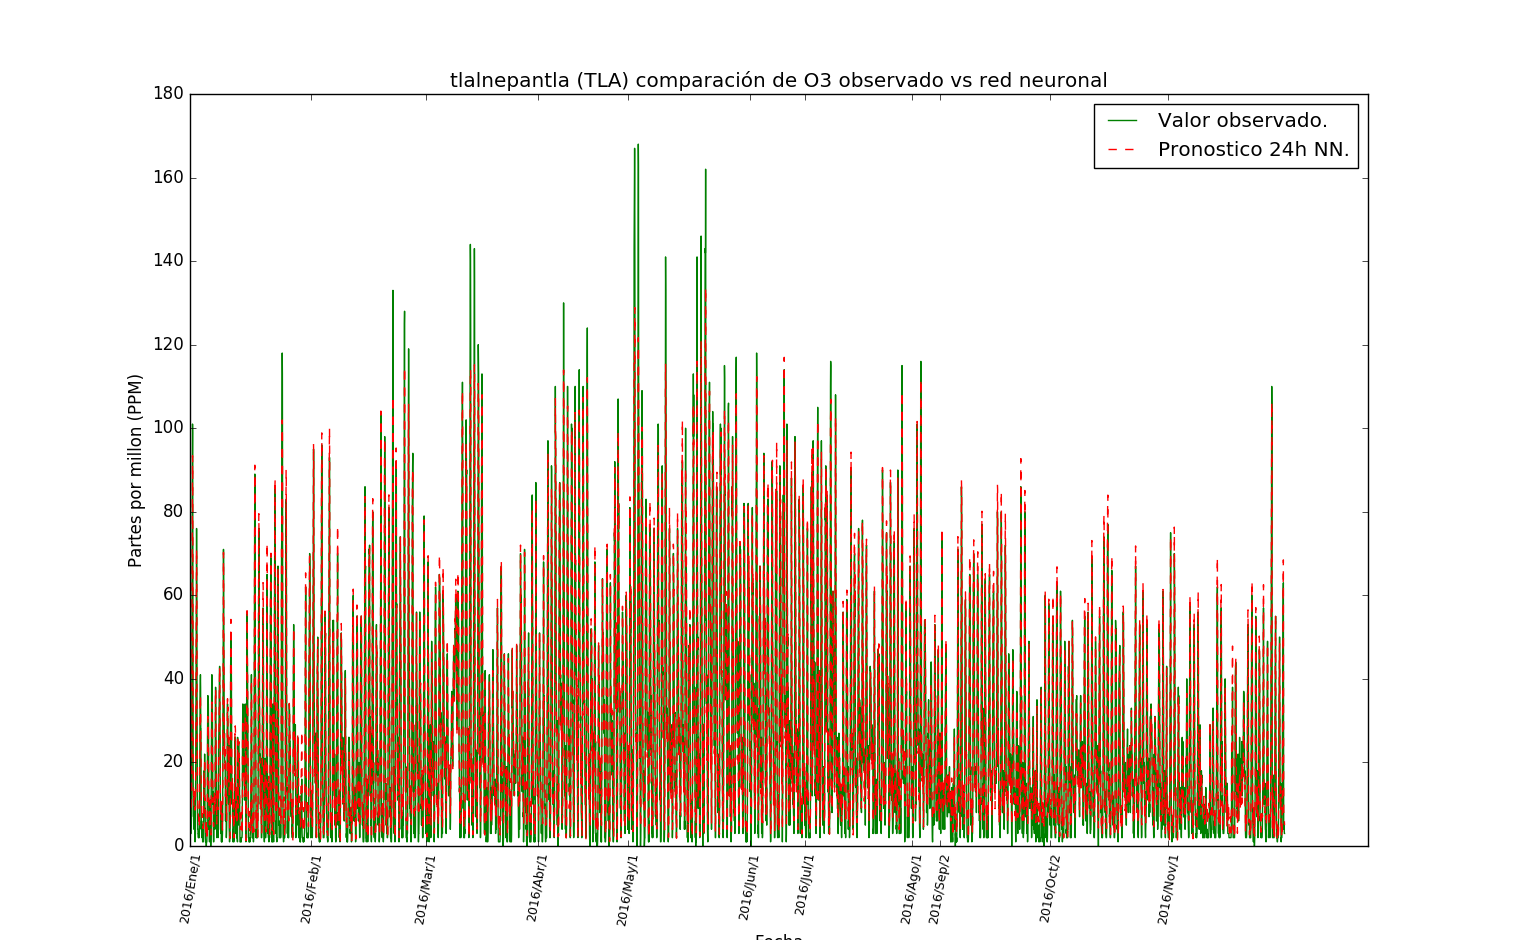 tlalnepantla (TLA) comparación de O3 observado vs red neuronal
180
160
140
120
100
80
60
40
20
0
Partes por millon (PPM)
Valor observado.
Pronostico 24h NN.
2016/Ene/1
2016/Feb/1
2016/Mar/1
2016/Abr/1
2016/May/1
2016/Jun/1
2016/Jul/1
2016/Ago/1
2016/Sep/2
2016/Oct/2
2016/Nov/1
Fecha